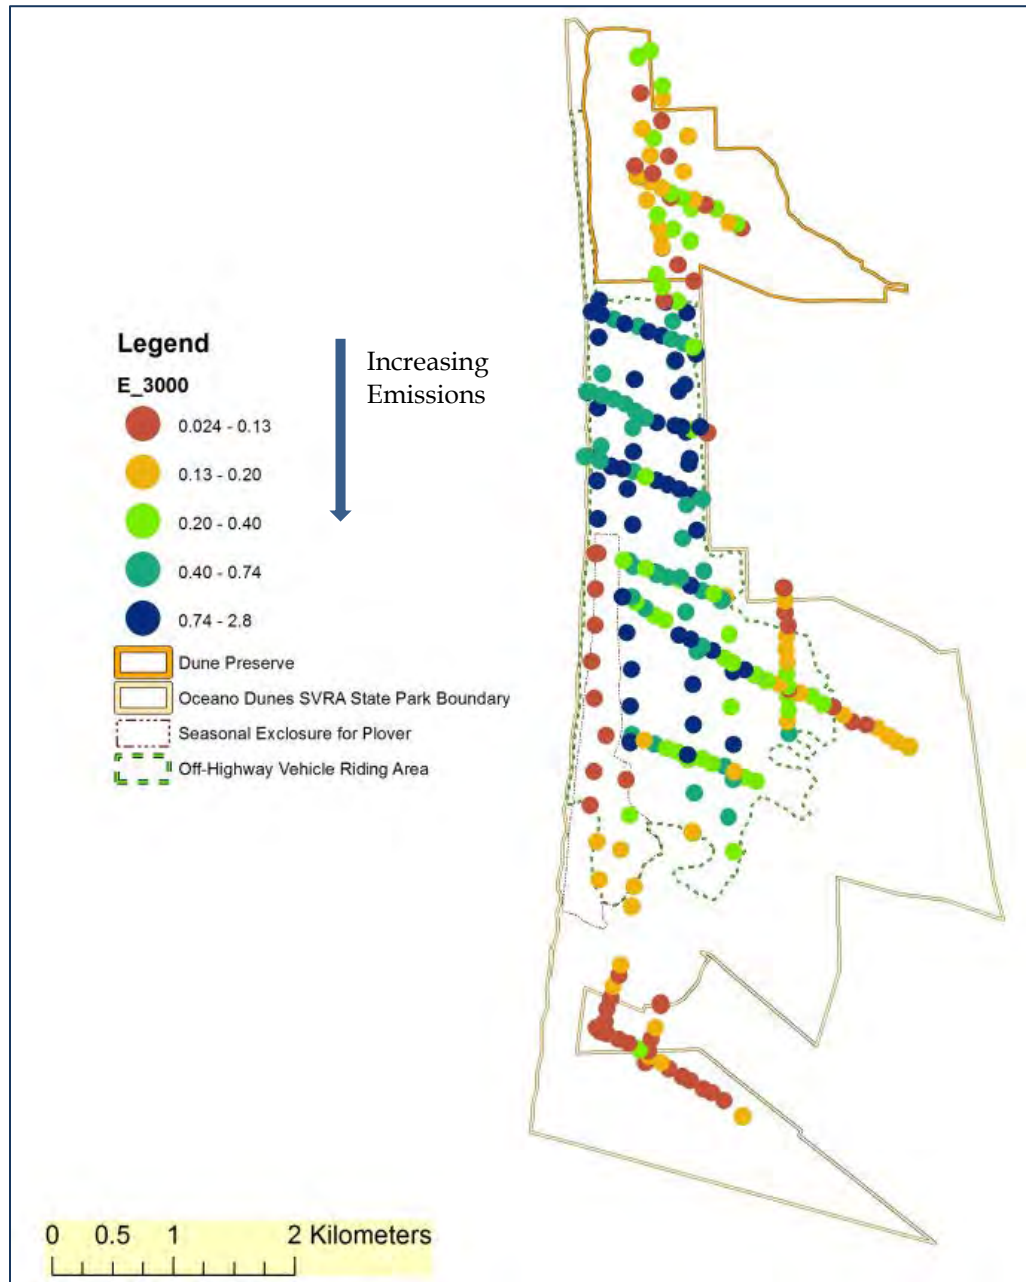 Legend
E_3000
0.024 - 0.13
0.13 - 0.20
0.20 - 0.40
0.40 - 0.74
0.74 - 2.8
Dune Preserve
Oceano Dunes SVRA State Park Boundary
Seasonal Exclosure for Plover
Off-Highway Vehicle Riding Area
Increasing
Emissions
0 0.5 1 2 Kilometers